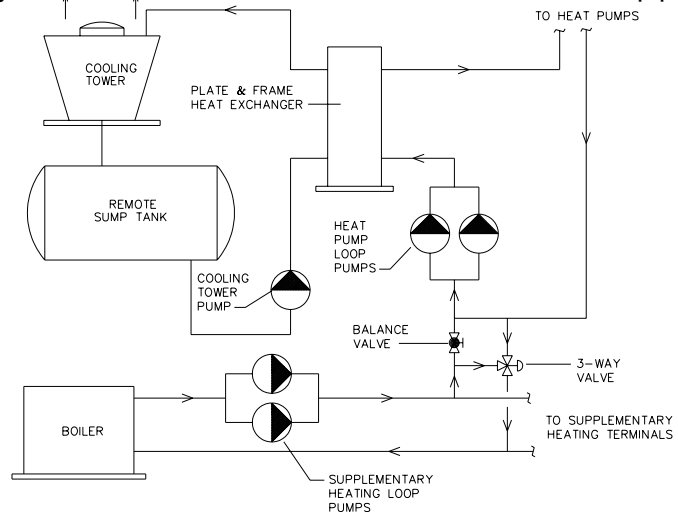 TO HEAT PUMPS
COOLING
TOWER
PLATE & FRAME
HEAT EXCHANGER
REMOTE
SUMP TANK
HEAT
PUMP
LOOP
PUMPS
COOLING
TOWER
PUMP
BALANCE
VALVE
3-WAY
VALVE
BOILER
TO SUPPLEMENTARY
HEATING TERMINALS
SUPPLEMENTARY
HEATING LOOP
PUMPS